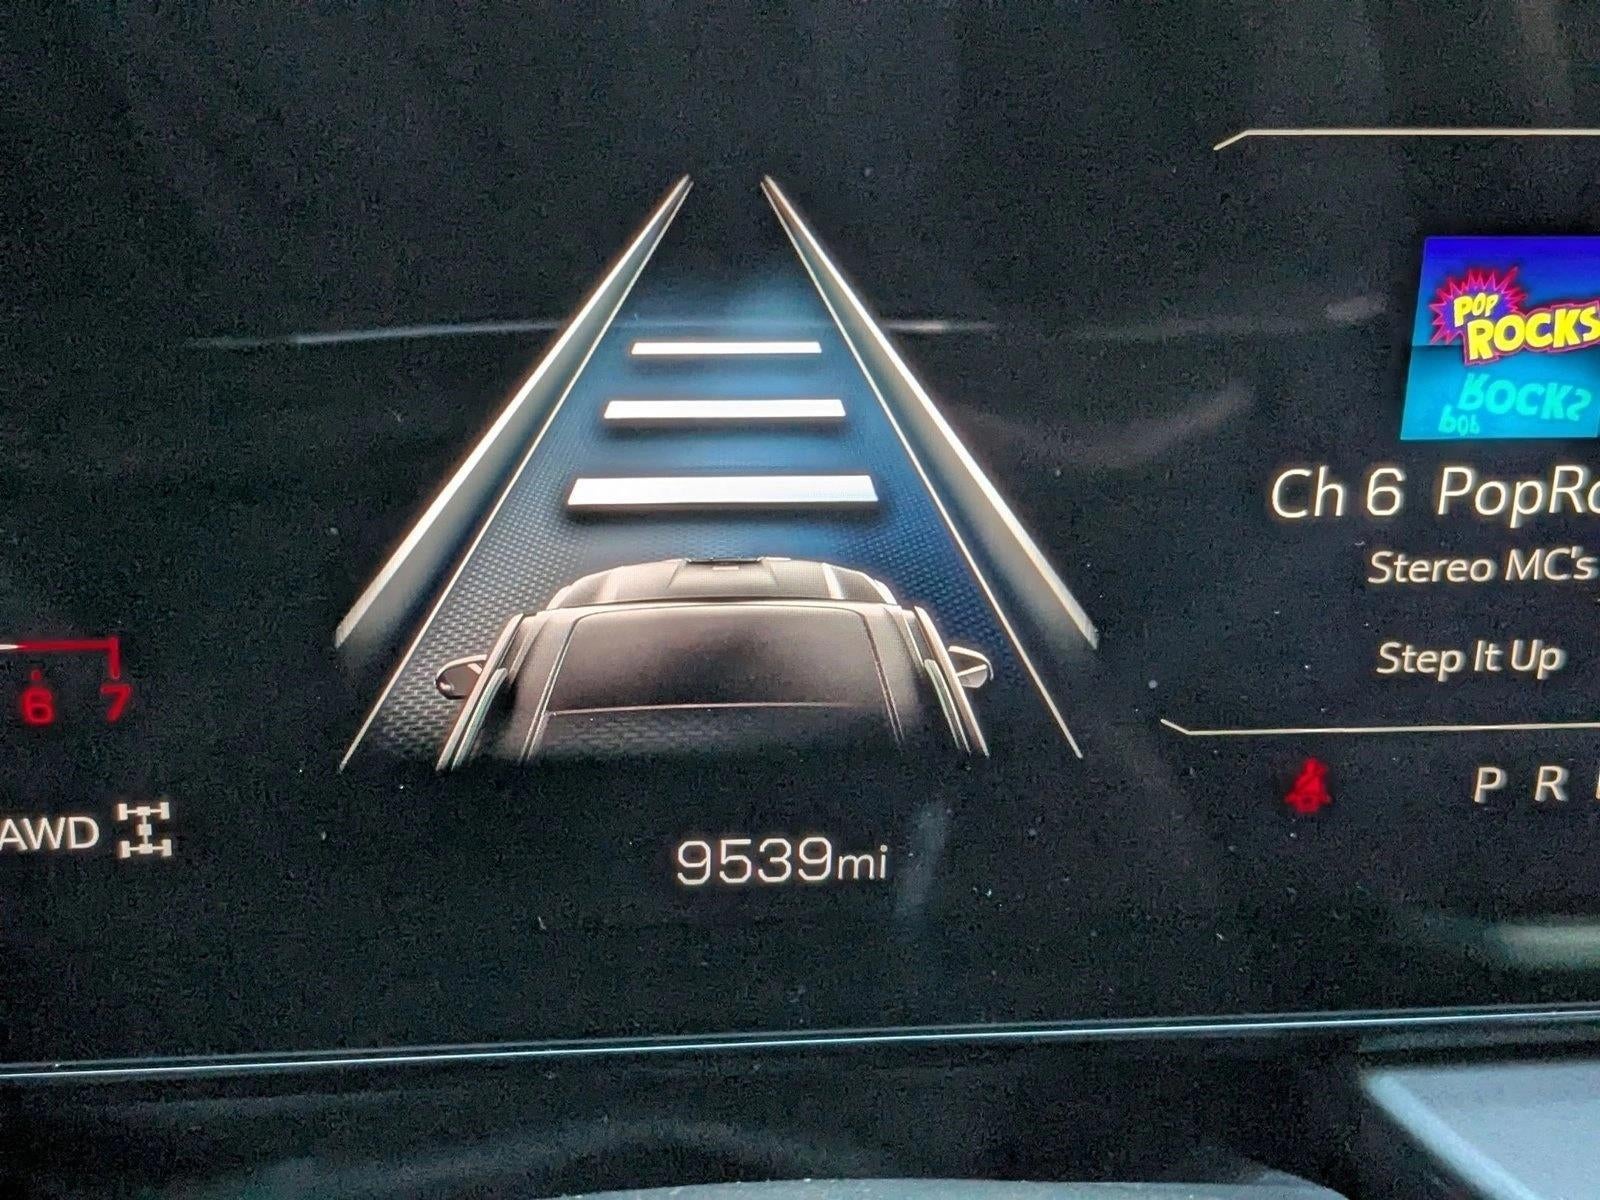 POP
ROCKS
POP
ROCKS
Ch 6 PopRo
Stereo MC's
Step It Up
6 7
P R
AWD
9539mi